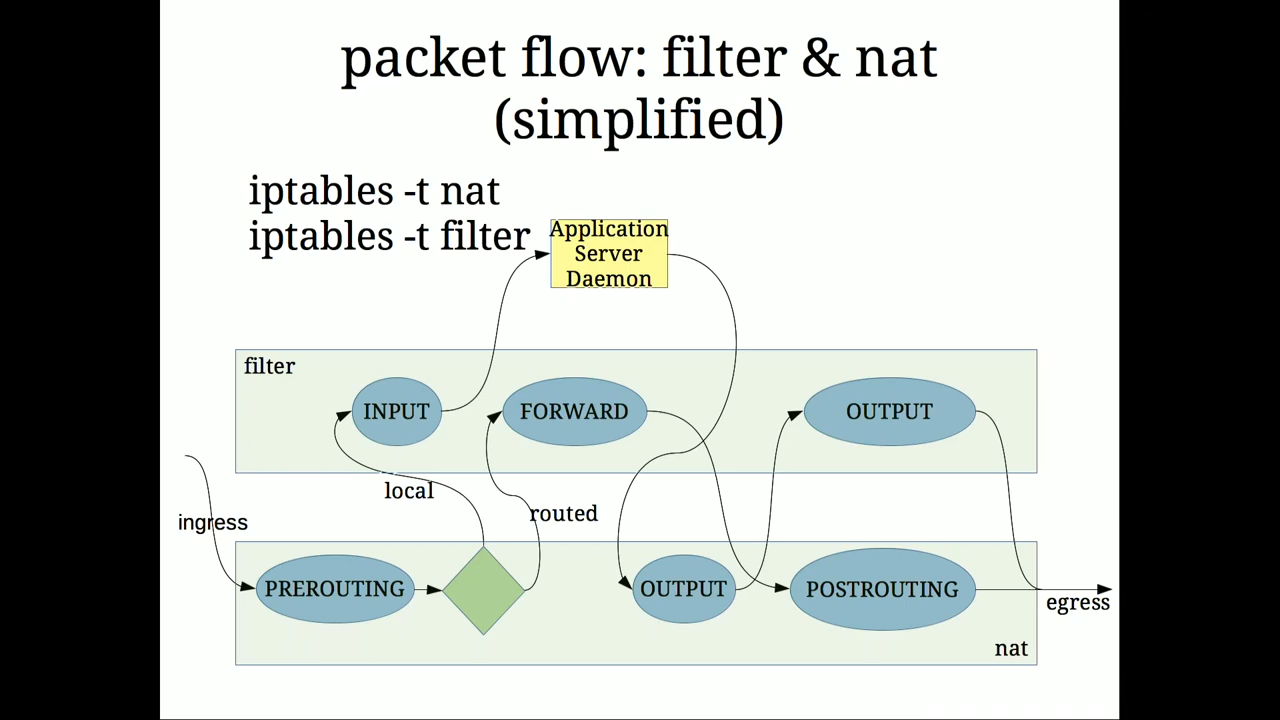 packet flow: filter & nat
(simplified)
iptables -t nat
iptables -t filter
Application
Server
Daemon
filter
INPUT
FORWARD
OUTPUT
local
routed
ingress
PREROUTING
OUTPUT
POSTROUTING
egress
nat